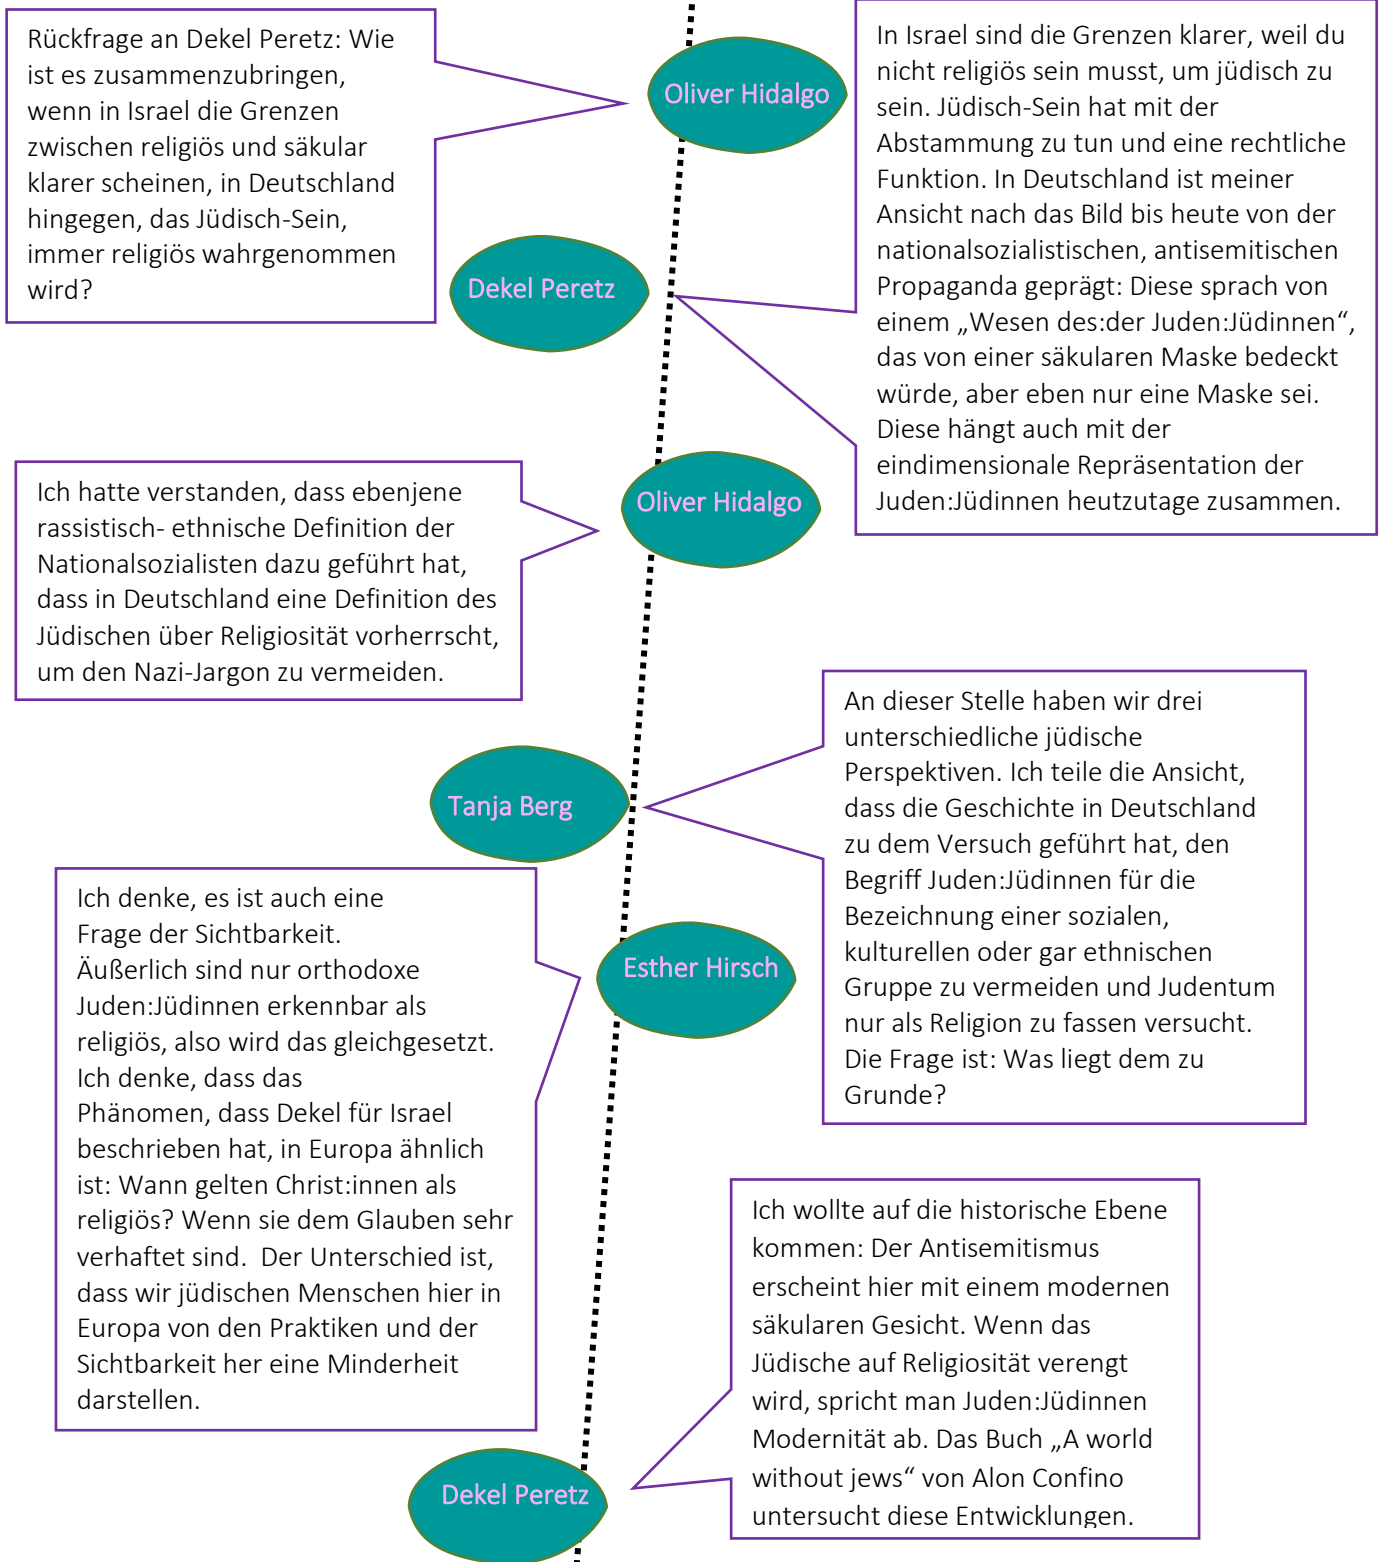 Rückfrage an Dekel Peretz: Wie
ist es zusammenzubringen,
wenn in Israel die Grenzen
zwischen religiös und säkular
klarer scheinen, in Deutschland
hingegen, das Jüdisch-Sein,
immer religiös wahrgenommen
wird?
Oliver Hidalgo
In Israel sind die Grenzen klarer, weil du
nicht religiös sein musst, um jüdisch zu
sein. Jüdisch-Sein hat mit der
Abstammung zu tun und eine rechtliche
Funktion. In Deutschland ist meiner
Ansicht nach das Bild bis heute von der
nationalsozialistischen, antisemitischen
Propaganda geprägt: Diese sprach von
einem „Wesen des:der Juden:Jüdinnen“,
das von einer säkularen Maske bedeckt
würde, aber eben nur eine Maske sei.
Diese hängt auch mit der
eindimensionale Repräsentation der
Juden:Jüdinnen heutzutage zusammen.
Dekel Peretz
Ich hatte verstanden, dass ebenjene
rassistisch- ethnische Definition der
Nationalsozialisten dazu geführt hat,
dass in Deutschland eine Definition des
Jüdischen über Religiosität vorherrscht,
um den Nazi-Jargon zu vermeiden.
Oliver Hidalgo
An dieser Stelle haben wir drei
unterschiedliche jüdische
Perspektiven. Ich teile die Ansicht,
dass die Geschichte in Deutschland
zu dem Versuch geführt hat, den
Begriff Juden:Jüdinnen für die
Bezeichnung einer sozialen,
kulturellen oder gar ethnischen
Gruppe zu vermeiden und Judentum
nur als Religion zu fassen versucht.
Die Frage ist: Was liegt dem zu
Grunde?
Tanja Berg
Ich denke, es ist auch eine
Frage der Sichtbarkeit.
Äußerlich sind nur orthodoxe
Juden:Jüdinnen erkennbar als
religiös, also wird das gleichgesetzt.
Ich denke, dass das
Phänomen, dass Dekel für Israel
beschrieben hat, in Europa ähnlich
ist: Wann gelten Christ:innen als
religiös? Wenn sie dem Glauben sehr
verhaftet sind.  Der Unterschied ist,
dass wir jüdischen Menschen hier in
Europa von den Praktiken und der
Sichtbarkeit her eine Minderheit
darstellen.
Esther Hirsch
Ich wollte auf die historische Ebene
kommen: Der Antisemitismus
erscheint hier mit einem modernen
säkularen Gesicht. Wenn das
Jüdische auf Religiosität verengt
wird, spricht man Juden:Jüdinnen
Modernität ab. Das Buch „A world
without jews“ von Alon Confino
untersucht diese Entwicklungen.
Dekel Peretz